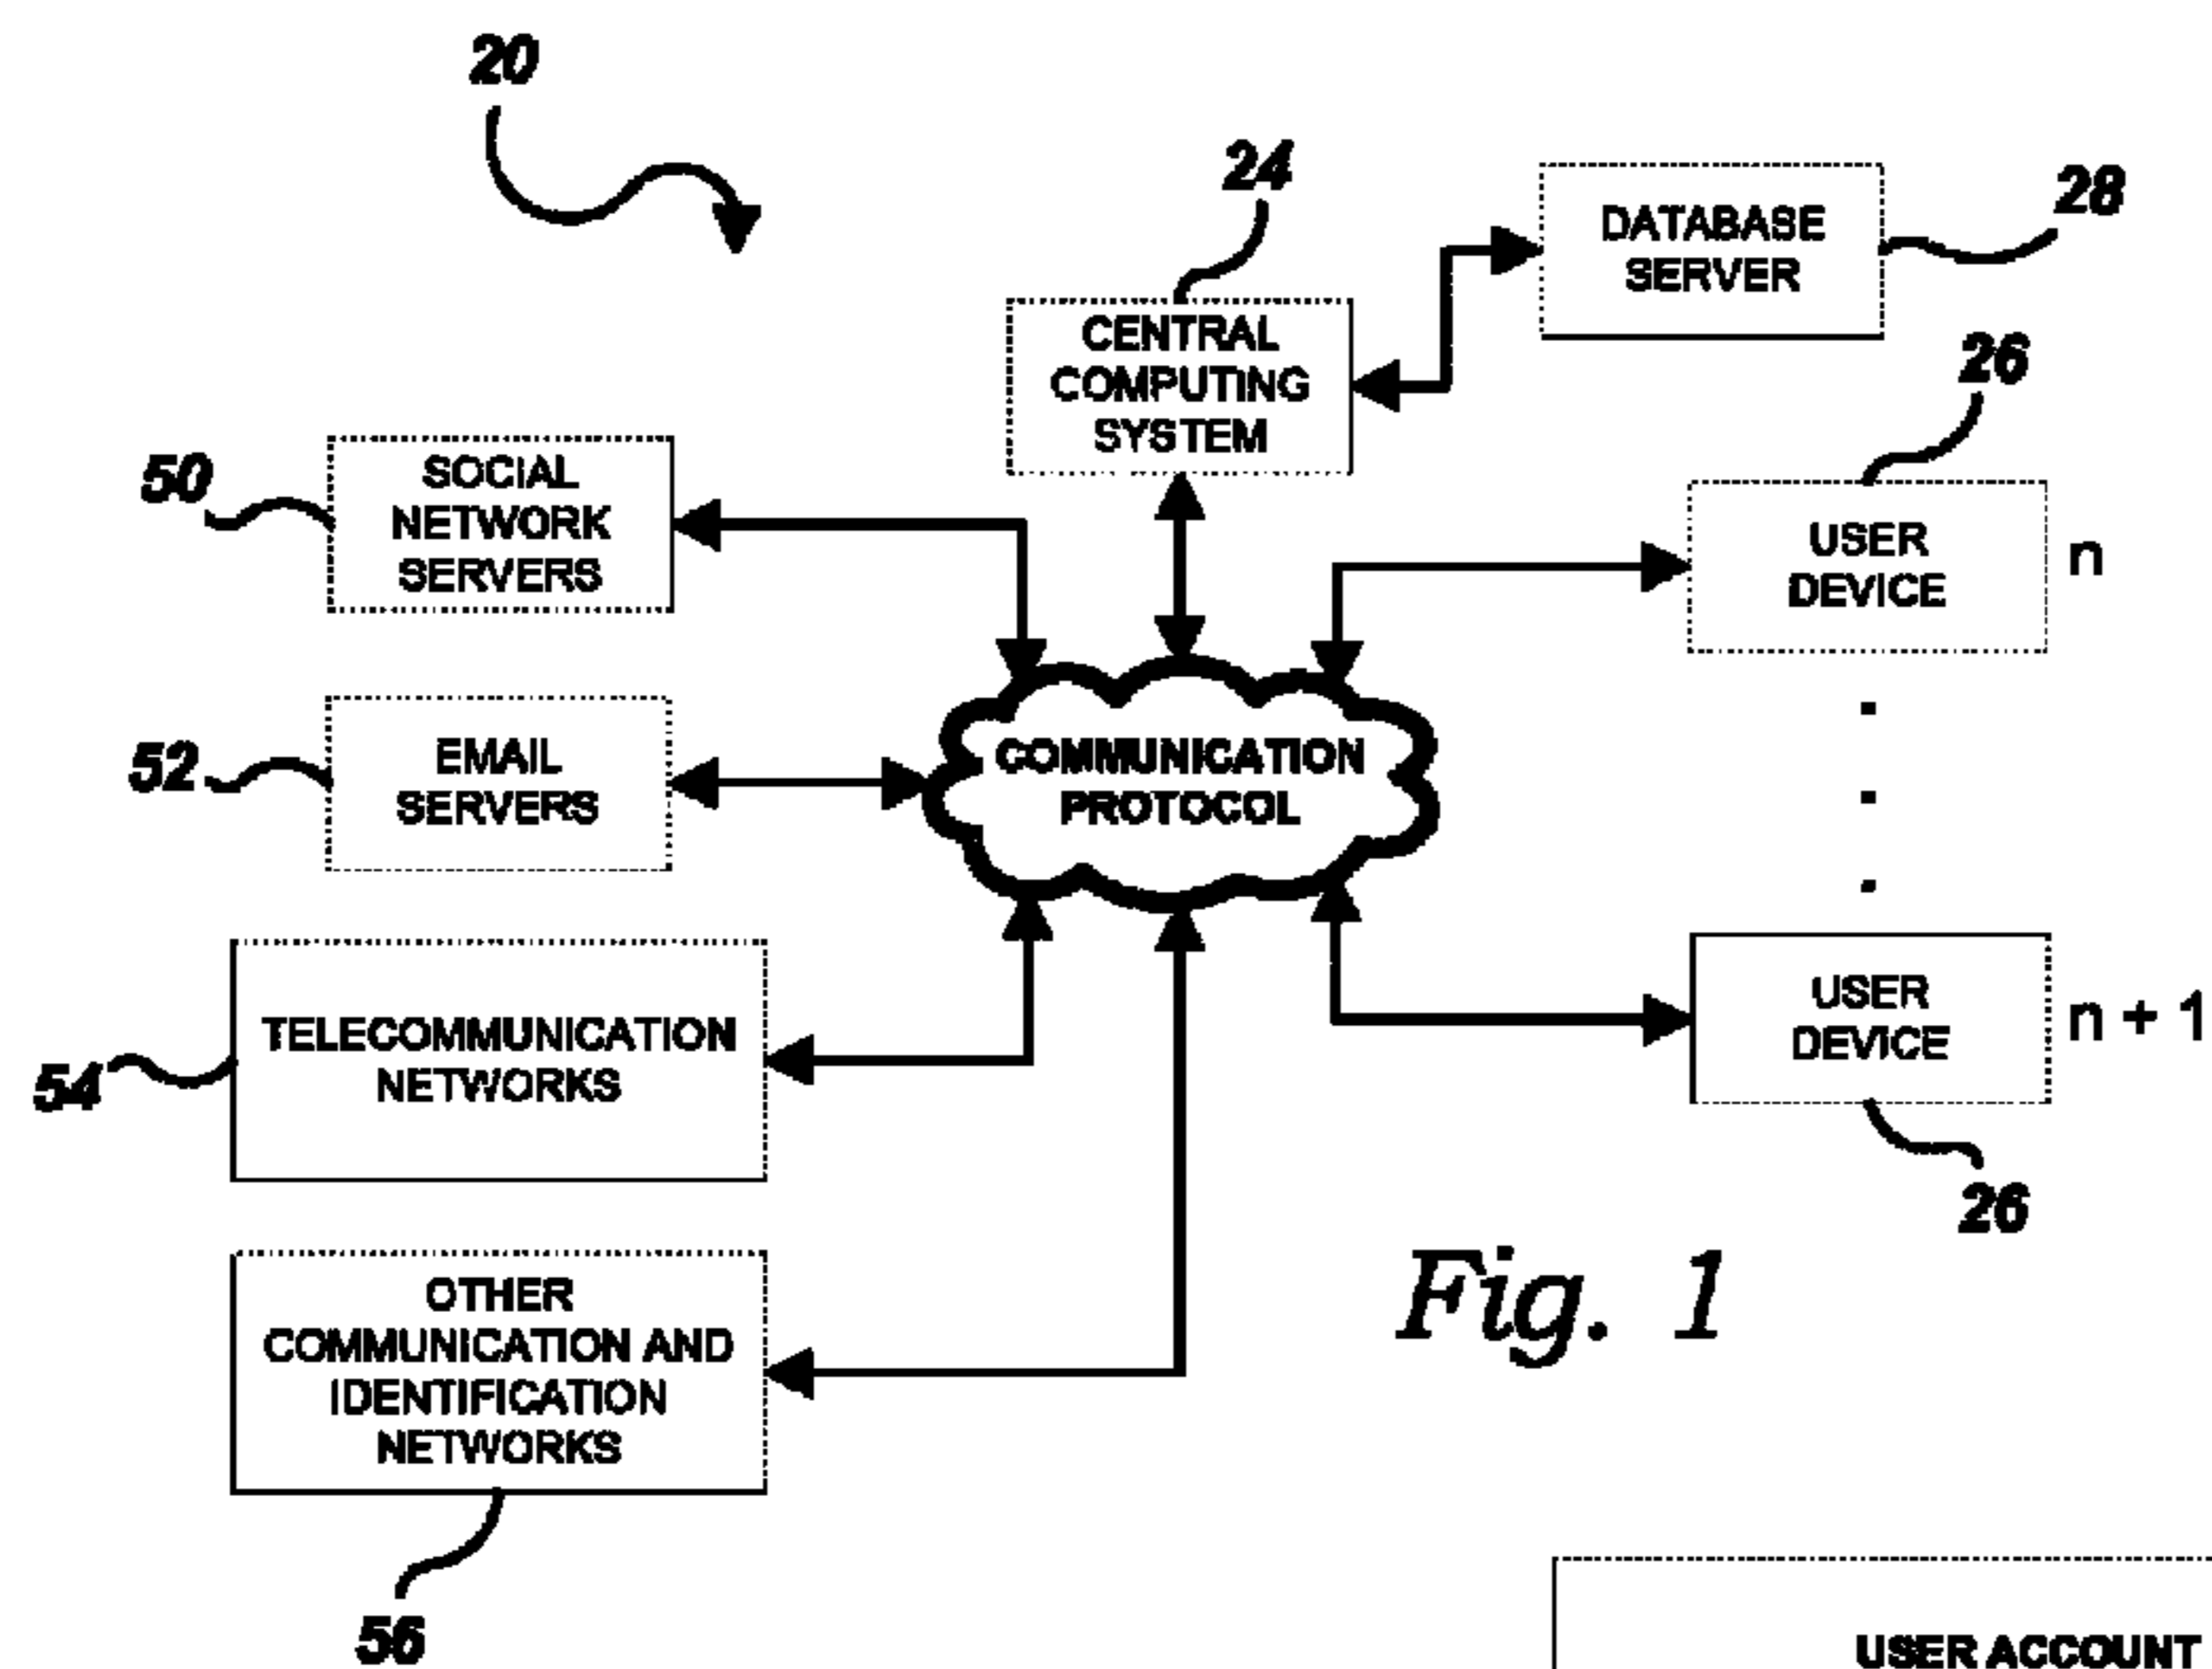 20
24
DATABASE
SERVER
28
CENTRAL
COMPUTING
SYSTEM
26
50
SOCIAL
NETWORK
SERVERS
USER
DEVICE
n
52
EMAIL
SERVERS
COMMUNICATION
PROTOCOL
54
TELECOMMUNICATION
NETWORKS
USER
DEVICE
n + 1
26
OTHER
COMMUNICATION AND
IDENTIFICATION
NETWORKS
Fig. 1
56
USER ACCOUNT